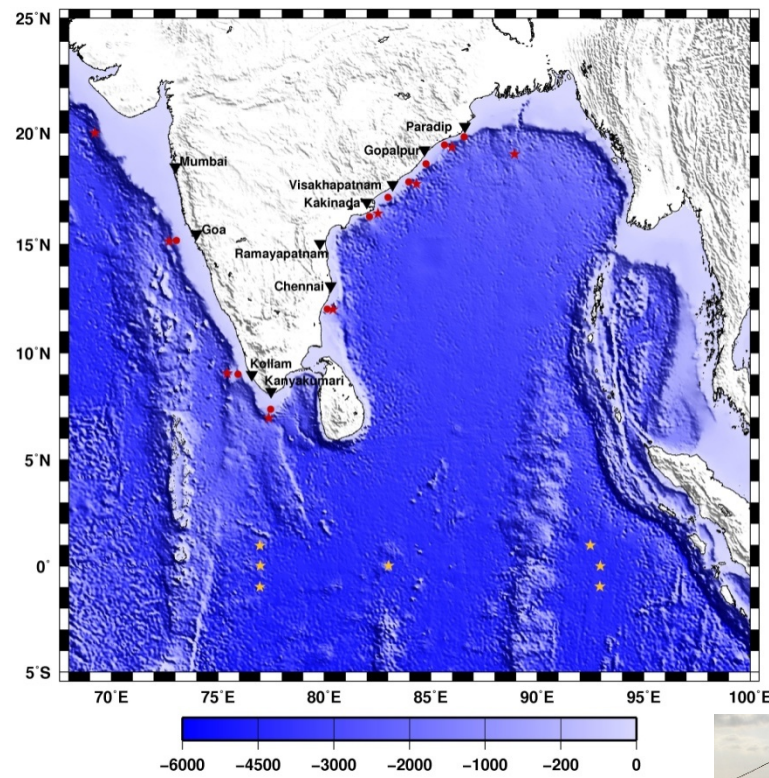 25°N
20°N
Paradip
Gopalpur
Mumbai
Visakhapatnam
Kakinada
Goa
15°N
Ramayapatnam
Chennai
10°N
Kollam
Kanyakumari
5°N
0°
5°S
70°E 75°E 80°E 85°E 90°E 95°E 100°E
−6000 −4500 −3000 −2000 −1000 −200 0